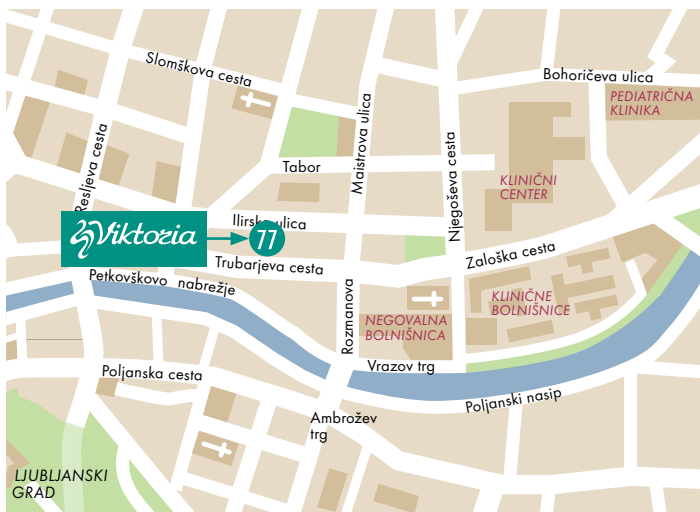 Slomškova cesta
Bohoričeva ulica
PEDIATRIČNA
KLINIKA
Maistrova ulica
Resljeva cesta
Tabor
Njegoševa cesta
KLINIČNI
CENTER
Ilirska ulica
Viktoria
77
Zaloška cesta
Trubarjeva cesta
Petkovškovo nabrežje
KLINIČNE
BOLNIŠNICE
Rozmanova
NEGOVALNA
BOLNIŠNICA
Vrazov trg
Poljanska cesta
Poljanski nasip
Ambrožev
trg
LJUBLJANSKI
GRAD